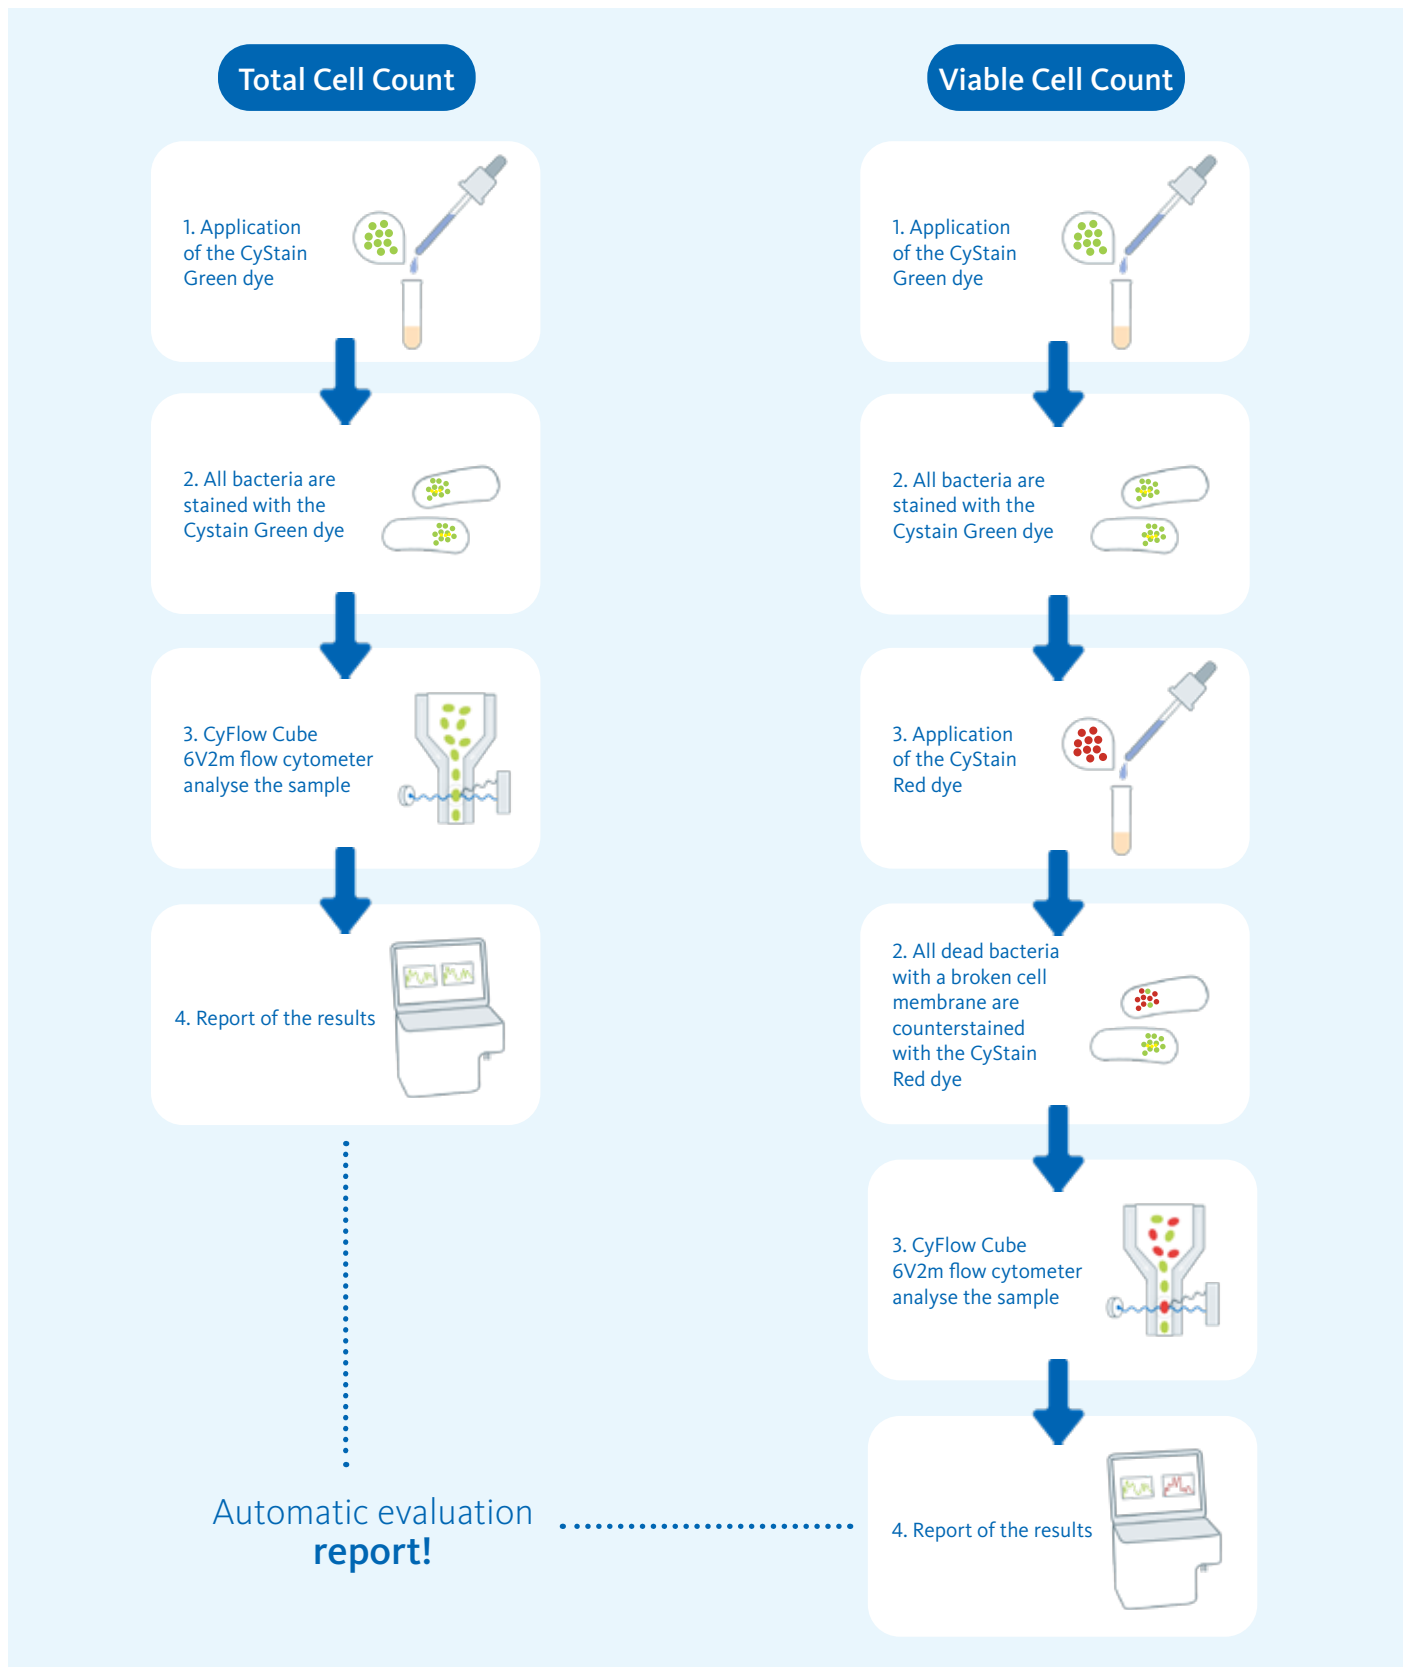 Total Cell Count
1. Application
of the CyStain
Green dye
2. All bacteria are
stained with the
Cystain Green dye
3. CyFlow Cube
6V2m flow cytometer
analyse the sample
4. Report of the results
Viable Cell Count
1. Application
of the CyStain
Green dye
2. All bacteria are
stained with the
Cystain Green dye
3. Application
of the CyStain
Red dye
2. All dead bacteria
with a broken cell
membrane are
counterstained
with the CyStain
Red dye
3. CyFlow Cube
6V2m flow cytometer
analyse the sample
4. Report of the results
Automatic evaluation
report!